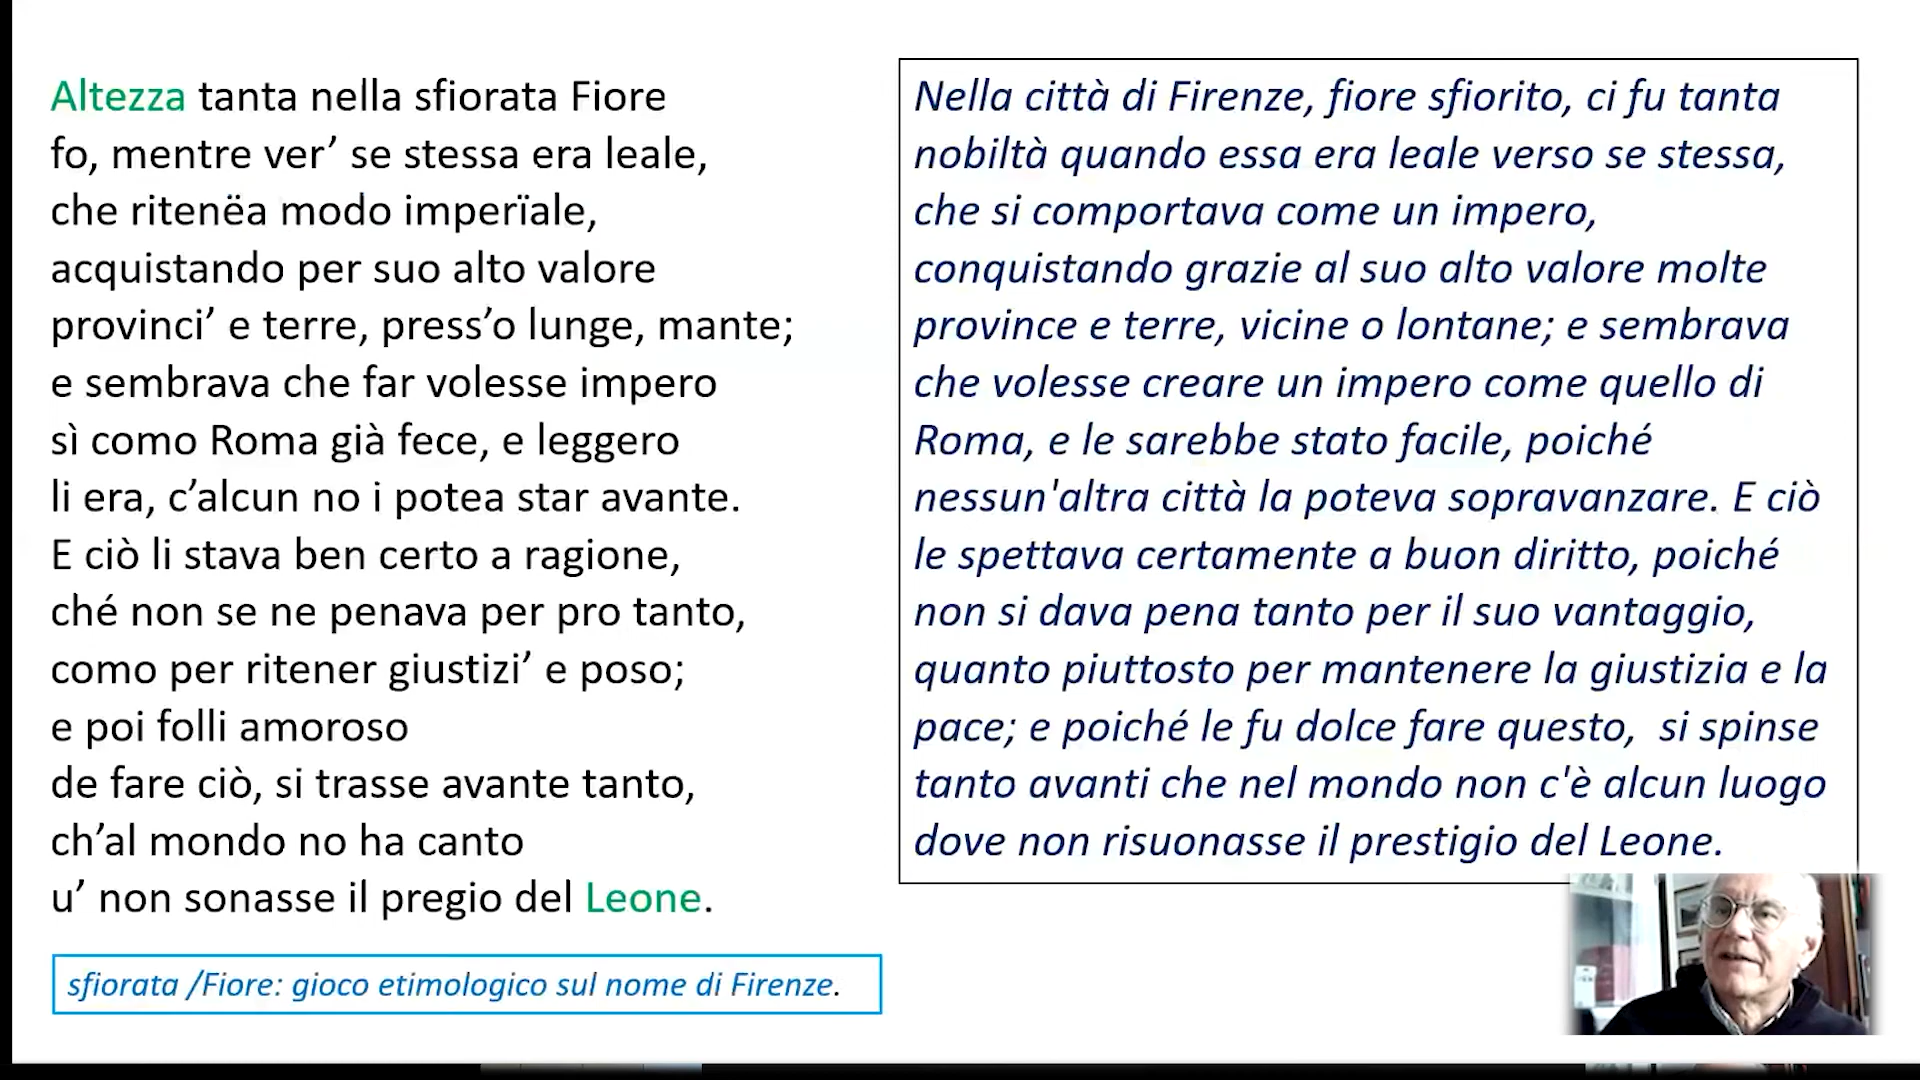 Altezza tanta nella sfiorata Fiore
fo, mentre ver’ se stessa era leale,
che ritenëa modo imperïale,
acquistando per suo alto valore
provinci’ e terre, press’o lunge, mante;
e sembrava che far volesse impero
sì como Roma già fece, e leggero
li era, c’alcun no i potea star avante.
E ciò li stava ben certo a ragione,
ché non se ne penava per pro tanto,
como per ritener giustizi’ e poso;
e poi folli amoroso
de fare ciò, si trasse avante tanto,
ch’al mondo no ha canto
u’ non sonasse il pregio del Leone.
sfiorata /Fiore: gioco etimologico sul nome di Firenze.
Nella città di Firenze, fiore sfiorito, ci fu tanta
nobiltà quando essa era leale verso se stessa,
che si comportava come un impero,
conquistando grazie al suo alto valore molte
province e terre, vicine o lontane; e sembrava
che volesse creare un impero come quello di
Roma, e le sarebbe stato facile, poiché
nessun'altra città la poteva sopravanzare. E ciò
le spettava certamente a buon diritto, poiché
non si dava pena tanto per il suo vantaggio,
quanto piuttosto per mantenere la giustizia e la
pace; e poiché le fu dolce fare questo,  si spinse
tanto avanti che nel mondo non c'è alcun luogo
dove non risuonasse il prestigio del Leone.